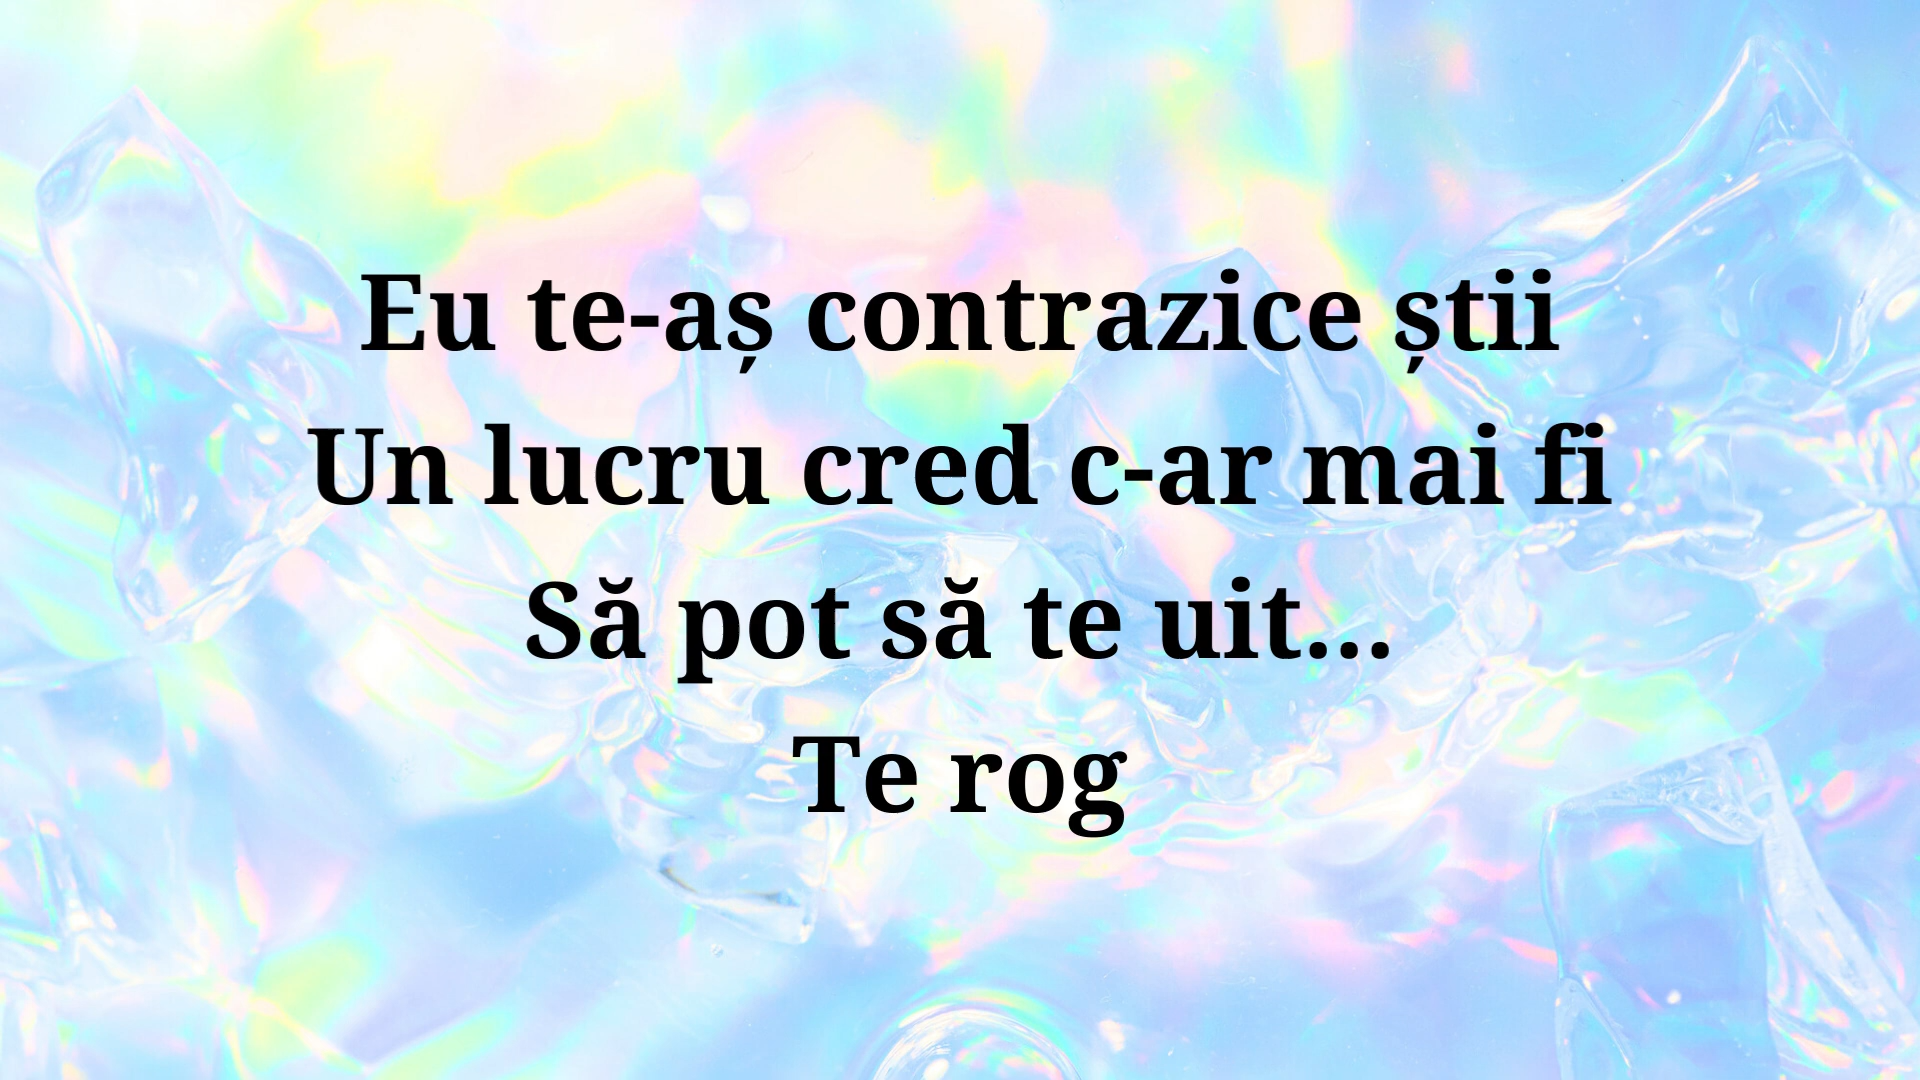 Eu te-aș contrazice știi
Un lucru cred c-ar mai fi
Să pot să te uit...
Te rog